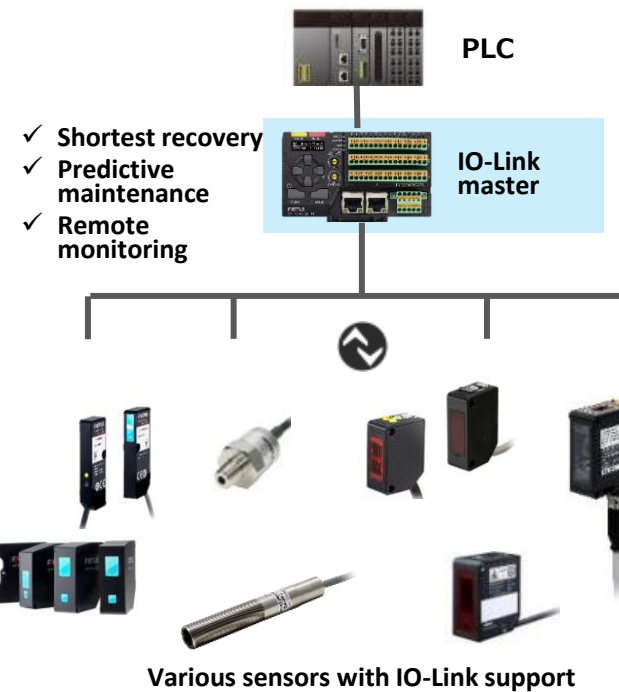 PLC
✓ Shortest recovery
✓ Predictive
maintenance
✓ Remote
monitoring
IO-Link
master
Various sensors with IO-Link support